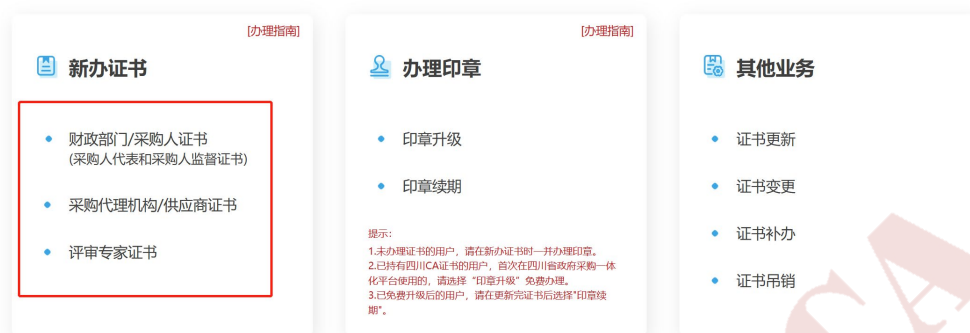 [办理指南]
新办证书
财政部门/采购人证书
(采购人代表和采购人监督证书)
采购代理机构/供应商证书
评审专家证书
[办理指南]
办理印章
印章升级
印章续期
提示：
1.未办理证书的用户，请在新办证书时一并办理印章。
2.已持有四川CA证书的用户，首次在四川省政府采购一体
化平台使用的，请选择“印章升级”免费办理。
3.已免费升级后的用户，请在更新完证书后选择"印章续
期"。
其他业务
证书更新
证书变更
证书补办
证书吊销
CA